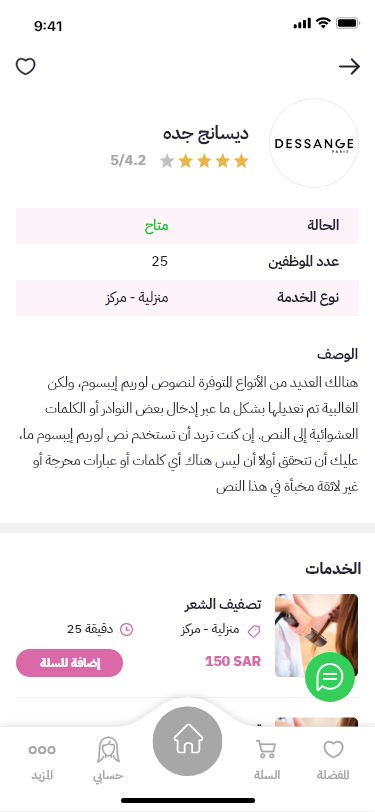 9:41
DESSANGE
PARIS
ديسانج جده
5/4.2
الحالة متاح
عدد الموظفين 25
نوع الخدمة منزلية - مركز
الوصف
هنالك العديد من الأنواع المتوفرة لنصوص لوريم إيبسوم، ولكن
الغالبية تم تعديلها بشكل ما عبر إدخال بعض النوادر أو الكلمات
العشوائية إلى النص. إن كنت تريد أن تستخدم نص لوريم إيبسوم ما،
عليك أن تتحقق أولاً أن ليس هناك أي كلمات أو عبارات محرجة أو
غير لائقة مخبأة في هذا النص
الخدمات
تصفيف الشعر
منزلية - مركز 25 دقيقة
150 SAR إضافة للسلة
المفضلة السلة حسابي المزيد